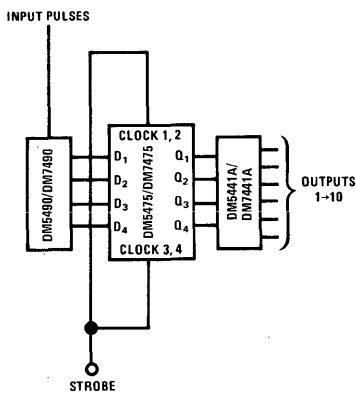 INPUT PULSES
DM5490/DM7490
CLOCK 1, 2
D1
D2
D3
D4
DM5475/DM7475
Q1
Q2
Q3
Q4
CLOCK 3, 4
DM5441A/
DM7441A
OUTPUTS
1→10
STROBE